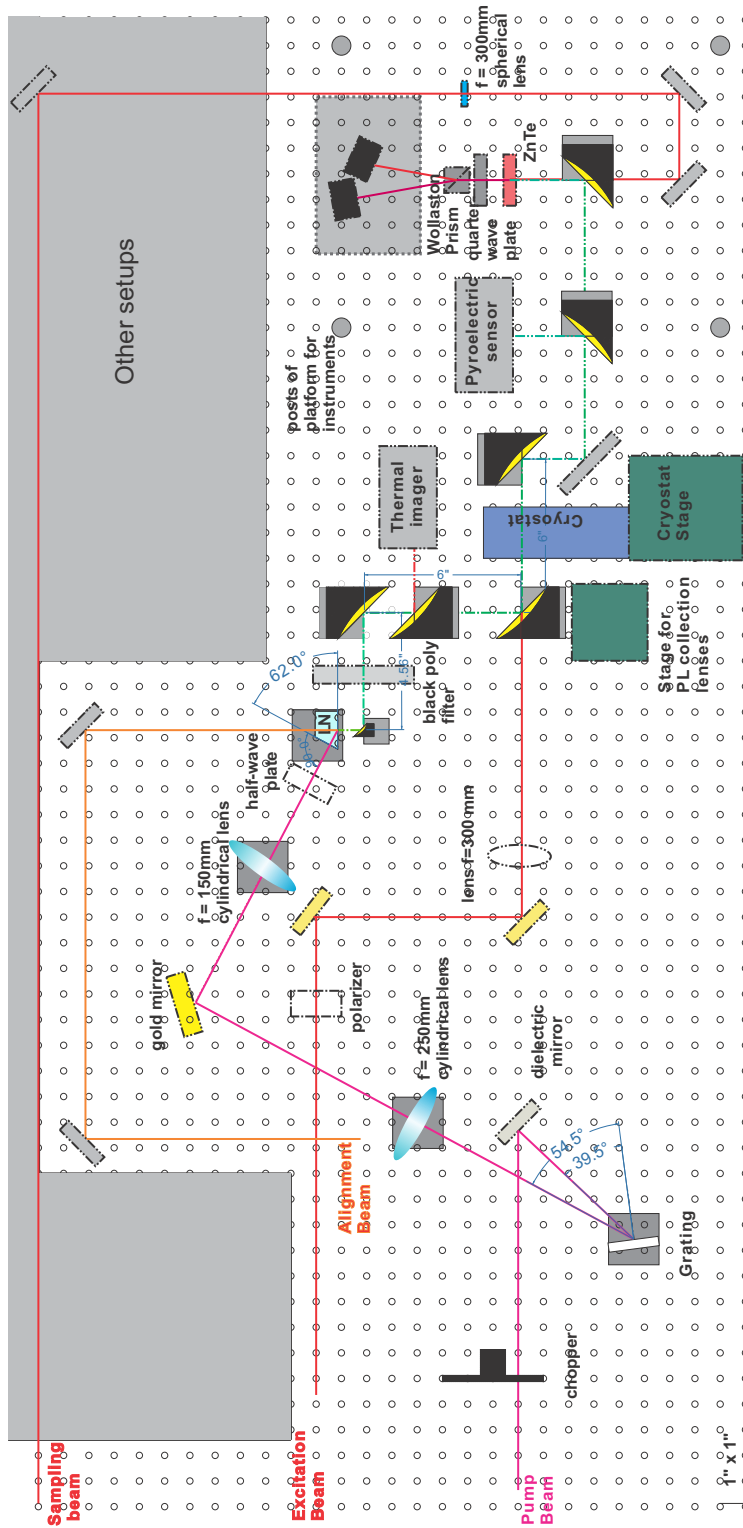 Other setups
f = 300mm
spherical
lens
ZnTe
Wollaston
Prism
quarter
wave
plate
Pyroelectric
sensor
posts of
platform for
instruments
Thermal
imager
Cryostat
Cryostat
Stage
6"
6"
Stage for
PL collection
lenses
62.0°
4.56"
black poly
filter
LN
half-wave
plate
f = 150mm
cylindrical lens
lens f=300 mm
gold mirror
polarizer
f = 250mm
cylindrical lens
dielectric
mirror
54.5°
39.5°
Alignment
Beam
Grating
chopper
Sampling
beam
Excitation
Beam
Pump
Beam
1" x 1"